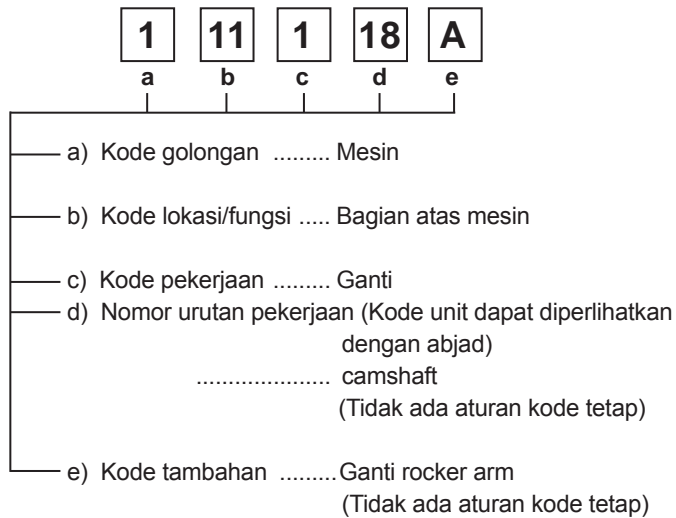 1 11 1 18 A
a b c d e
a) Kode golongan ......... Mesin
b) Kode lokasi/fungsi ..... Bagian atas mesin
c) Kode pekerjaan ......... Ganti
d) Nomor urutan pekerjaan (Kode unit dapat diperlihatkan
dengan abjad)
..................... camshaft
(Tidak ada aturan kode tetap)
e) Kode tambahan .........Ganti rocker arm
(Tidak ada aturan kode tetap)